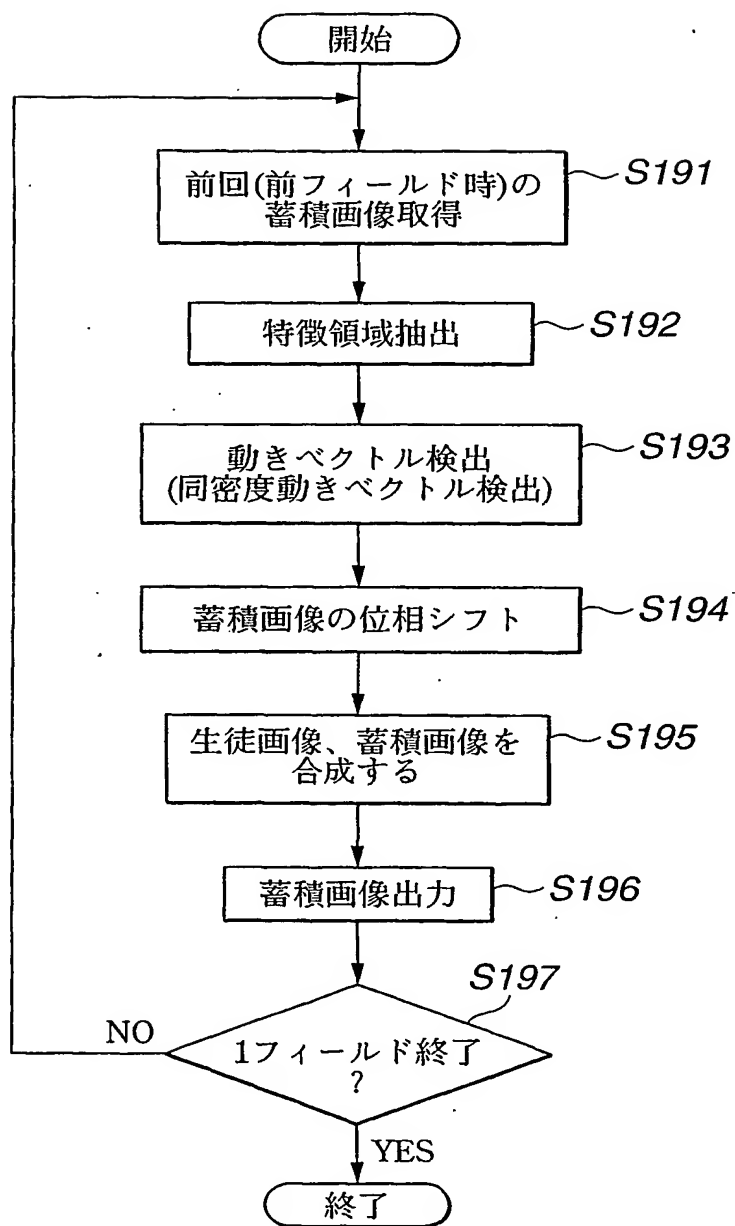 開始
前回(前フィールド時)の
蓄積画像取得
S191
特徴領域抽出
S192
動きベクトル検出
(同密度動きベクトル検出)
S193
蓄積画像の位相シフト
S194
生徒画像、蓄積画像を
合成する
S195
蓄積画像出力
S196
S197
1フィールド終了
?
NO
YES
終了